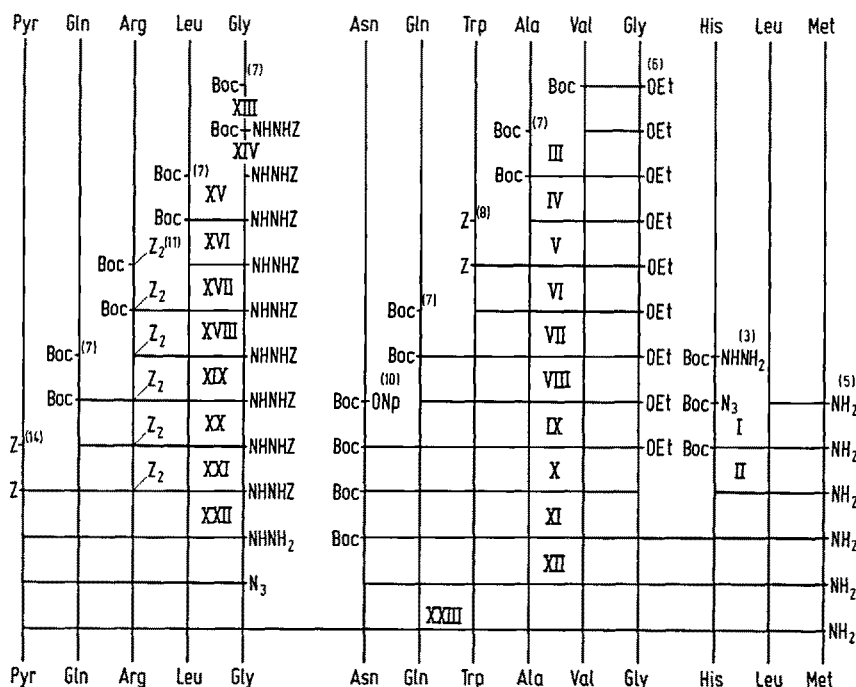 Pyr Gln Arg Leu Gly Asn Gln Trp Ala Val Gly His Leu Met
Boc (7) Boc (6) OEt
XIII
Boc NHNHZ Boc (7) OEt
XIV III
Boc (7) NHNHZ Boc OEt
XV IV
Boc NHNHZ Z (8) OEt
Z2 (11) XVI V
Boc NHNHZ Z OEt
Z2 XVII VI
Boc NHNHZ Boc (7) OEt
Z2 XVIII VII (3)
Boc (7) NHNHZ Boc OEt Boc NHNH2
Z2 XIX (10) VIII (5)
Boc NHNHZ Boc ONp OEt Boc N3 NH2
Z2 XX IX I
Z (14) NHNHZ Boc OEt Boc NH2
Z2 XXI X II
Z NHNHZ Boc NH2
XXII XI
NHNH2 Boc NH2
XII
N3 NH2
XXIII
NH2
Pyr Gln Arg Leu Gly Asn Gln Trp Ala Val Gly His Leu Met